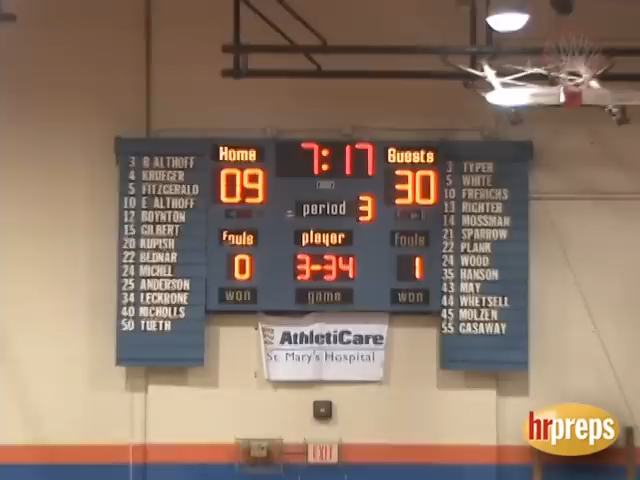 Home 7:17 Guests
09 30
period 3
fouls player fouls
0 3-34 1
won game won
3 B ALTHOFF
4 KRUEGER
5 FITZGERALD
10 E ALTHOFF
12 BOYNTON
15 GILBERT
20 KUPISH
22 BEDNAR
24 MICHEL
25 ANDERSON
34 LECKRONE
40 NICHOLLS
50 TUETH
3 TYPER
5 WHITE
10 FRERICHS
13 RICHTER
14 MOSSMAN
21 SPARROW
22 PLANK
24 WOOD
35 HANSON
43 MAY
44 WHETSELL
45 MOLZEN
55 CASAWAY
AthletiCare
St. Mary's Hospital
EXIT
hrpreps